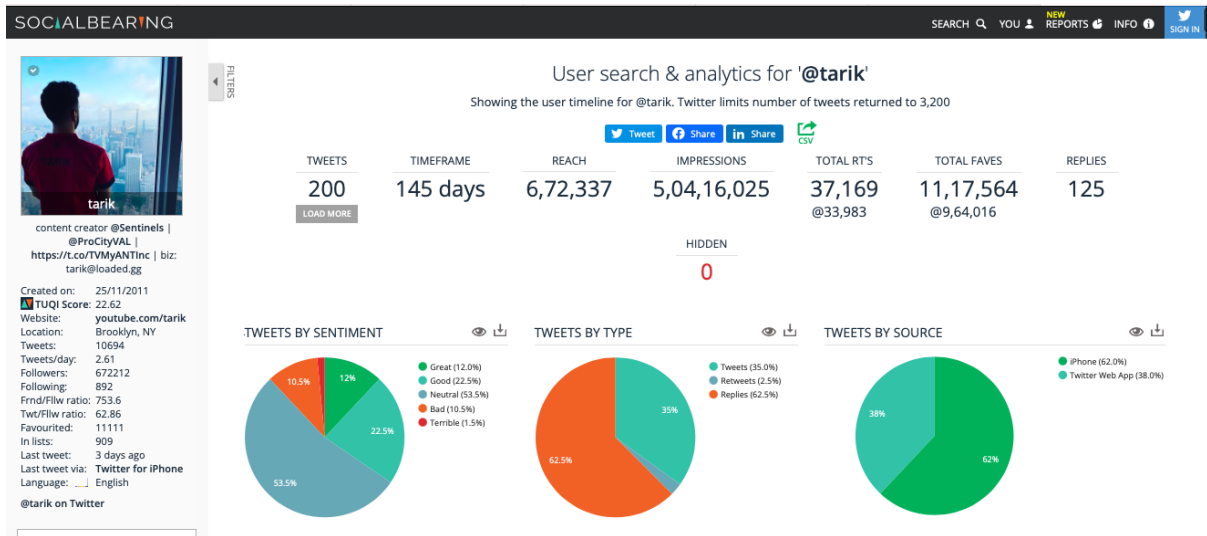 SOCIALBEARING
SEARCH YOU NEW REPORTS INFO SIGN IN
tarik
content creator @Sentinels |
@ProCityVAL |
https://t.co/TVMyANTInc | biz:
tarik@loaded.gg
Created on: 25/11/2011
TUQI Score: 22.62
Website: youtube.com/tarik
Location: Brooklyn, NY
Tweets: 10694
Tweets/day: 2.61
Followers: 672212
Following: 892
Frnd/Fllw ratio: 753.6
Twt/Fllw ratio: 62.86
Favourited: 11111
In lists: 909
Last tweet: 3 days ago
Last tweet via: Twitter for iPhone
Language: English
@tarik on Twitter
FILTERS
User search & analytics for '@tarik'
Showing the user timeline for @tarik. Twitter limits number of tweets returned to 3,200
Tweet Share Share CSV
TWEETS TIMEFRAME REACH IMPRESSIONS TOTAL RT'S TOTAL FAVES REPLIES
200 145 days 6,72,337 5,04,16,025 37,169 11,17,564 125
LOAD MORE @33,983 @9,64,016
HIDDEN
0
TWEETS BY SENTIMENT
12%
22.5%
53.5%
10.5%
Great (12.0%)
Good (22.5%)
Neutral (53.5%)
Bad (10.5%)
Terrible (1.5%)
TWEETS BY TYPE
35%
62.5%
Tweets (35.0%)
Retweets (2.5%)
Replies (62.5%)
TWEETS BY SOURCE
38%
62%
iPhone (62.0%)
Twitter Web App (38.0%)